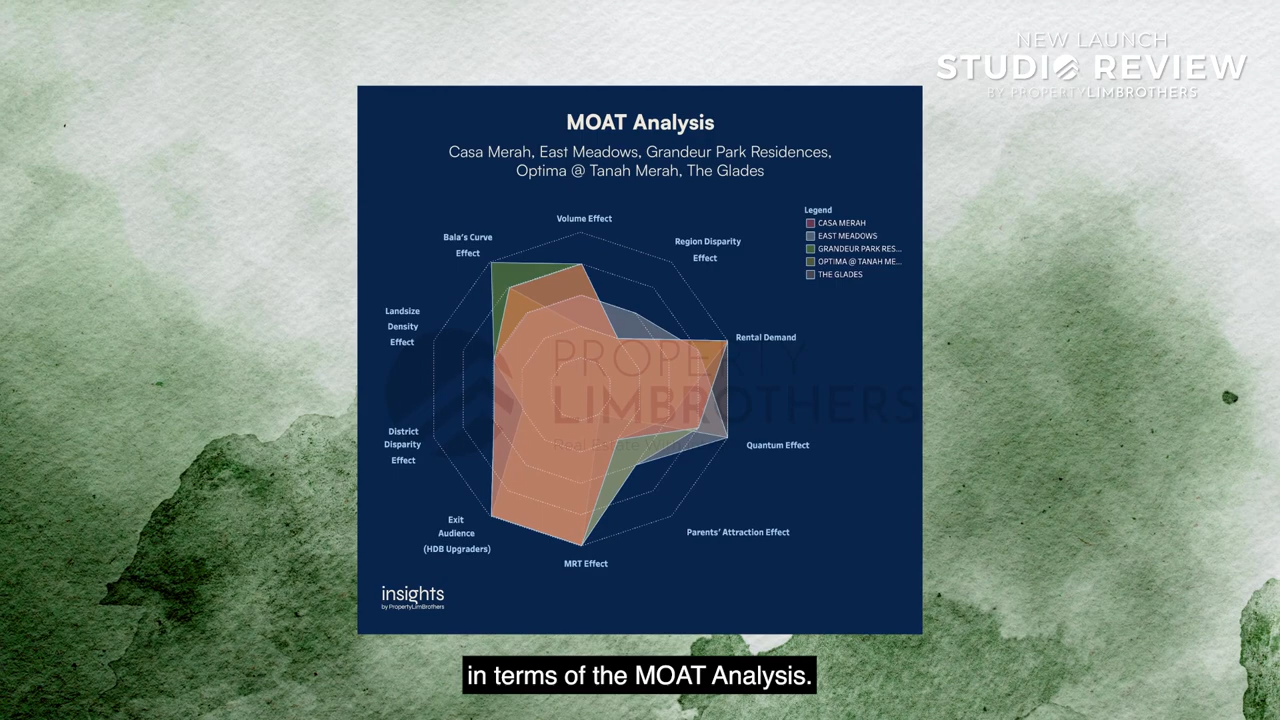 NEW LAUNCH
STUDIO REVIEW
BY PROPERTYLIMBROTHERS
MOAT Analysis
Casa Merah, East Meadows, Grandeur Park Residences,
Optima @ Tanah Merah, The Glades
Volume Effect
Bala's Curve
Effect
Region Disparity
Effect
Legend
CASA MERAH
EAST MEADOWS
GRANDEUR PARK RES...
OPTIMA @ TANAH ME...
THE GLADES
Landsize
Density
Effect
Rental Demand
PROPERTY
LIMBROTHERS
District
Disparity
Effect
Quantum Effect
Exit
Audience
(HDB Upgraders)
Parents' Attraction Effect
MRT Effect
insights
by PropertyLimBrothers
in terms of the MOAT Analysis.